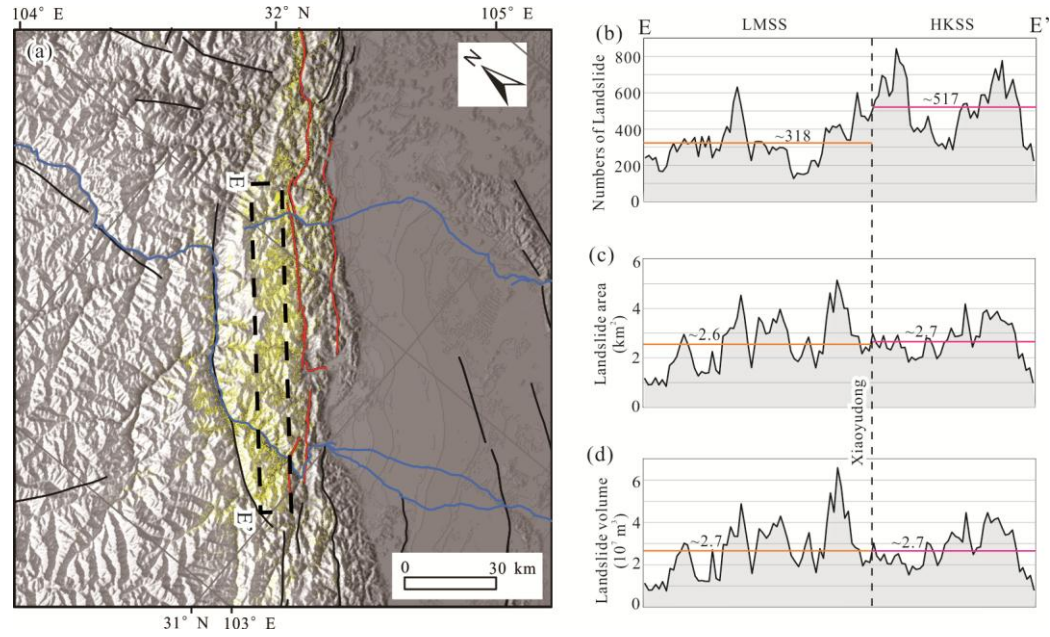 104° E
32° N
105° E
(a)
N
E
E'
0
30 km
31° N
103° E
E
LMSS
HKSS
E'
(b)
Numbers of Landslide
800
600
400
200
0
~318
~517
(c)
Landslide area
(km²)
6
4
2
0
~2.6
~2.7
Xiaoyudong
(d)
Landslide volume
(10⁷ m³)
6
4
2
0
~2.7
~2.7